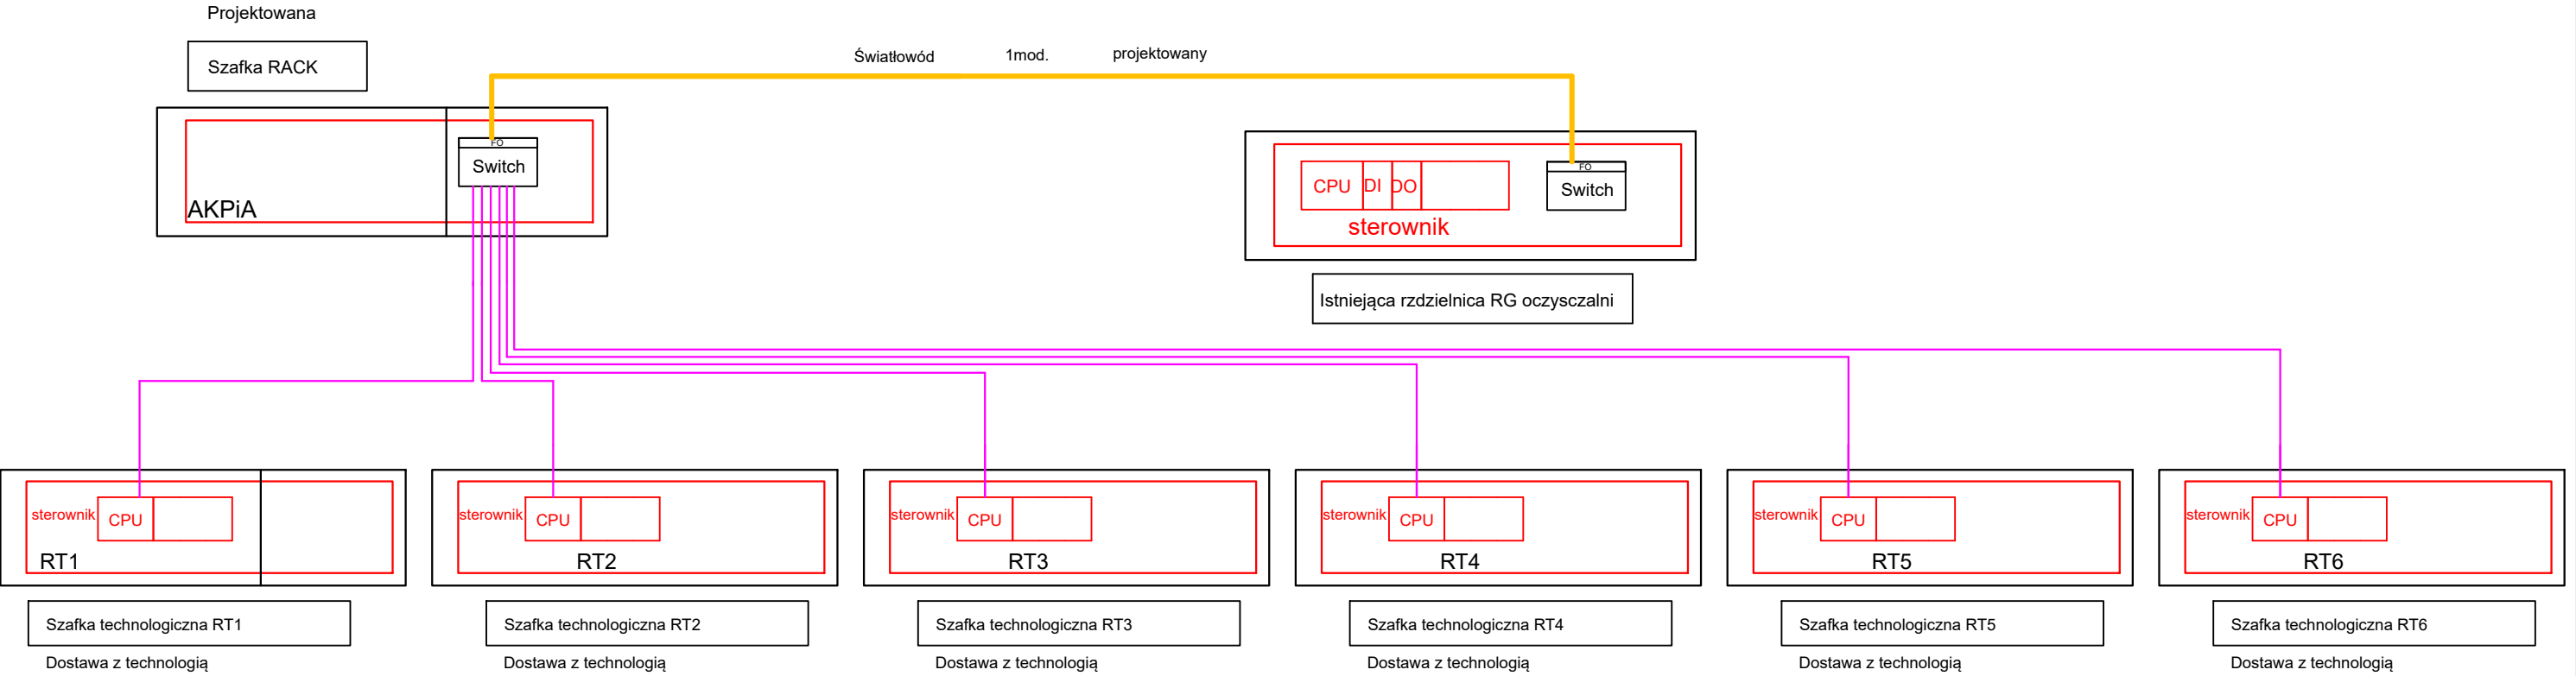 Projektowana
Szafka RACK
Światłowód 1mod. projektowany
FO
Switch
AKPiA
FO
CPU DI DO Switch
sterownik
Istniejąca rzdzielnica RG oczysczalni
sterownik CPU
RT1
sterownik CPU
RT2
sterownik CPU
RT3
sterownik CPU
RT4
sterownik CPU
RT5
sterownik CPU
RT6
Szafka technologiczna RT1
Dostawa z technologią
Szafka technologiczna RT2
Dostawa z technologią
Szafka technologiczna RT3
Dostawa z technologią
Szafka technologiczna RT4
Dostawa z technologią
Szafka technologiczna RT5
Dostawa z technologią
Szafka technologiczna RT6
Dostawa z technologią